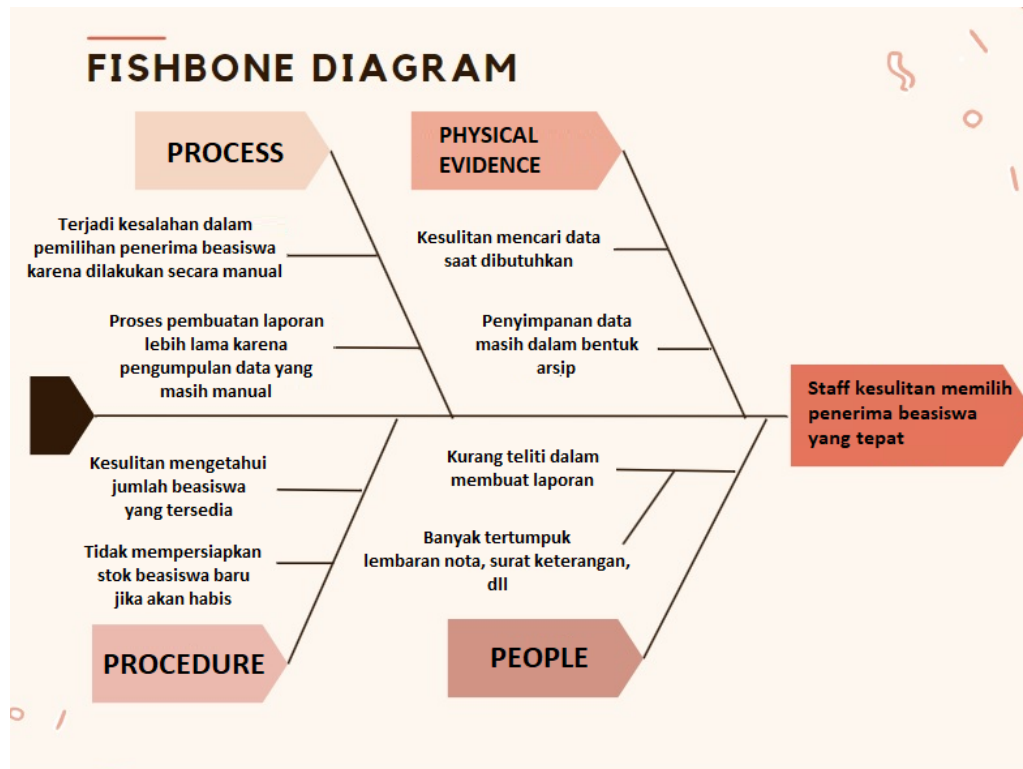 FISHBONE DIAGRAM
PROCESS
PHYSICAL
EVIDENCE
Terjadi kesalahan dalam
pemilihan penerima beasiswa
karena dilakukan secara manual
Kesulitan mencari data
saat dibutuhkan
Proses pembuatan laporan
lebih lama karena
pengumpulan data yang
masih manual
Penyimpanan data
masih dalam bentuk
arsip
Staff kesulitan memilih
penerima beasiswa
yang tepat
Kesulitan mengetahui
jumlah beasiswa
yang tersedia
Kurang teliti dalam
membuat laporan
Tidak mempersiapkan
stok beasiswa baru
jika akan habis
Banyak tertumpuk
lembaran nota, surat keterangan,
dll
PROCEDURE
PEOPLE